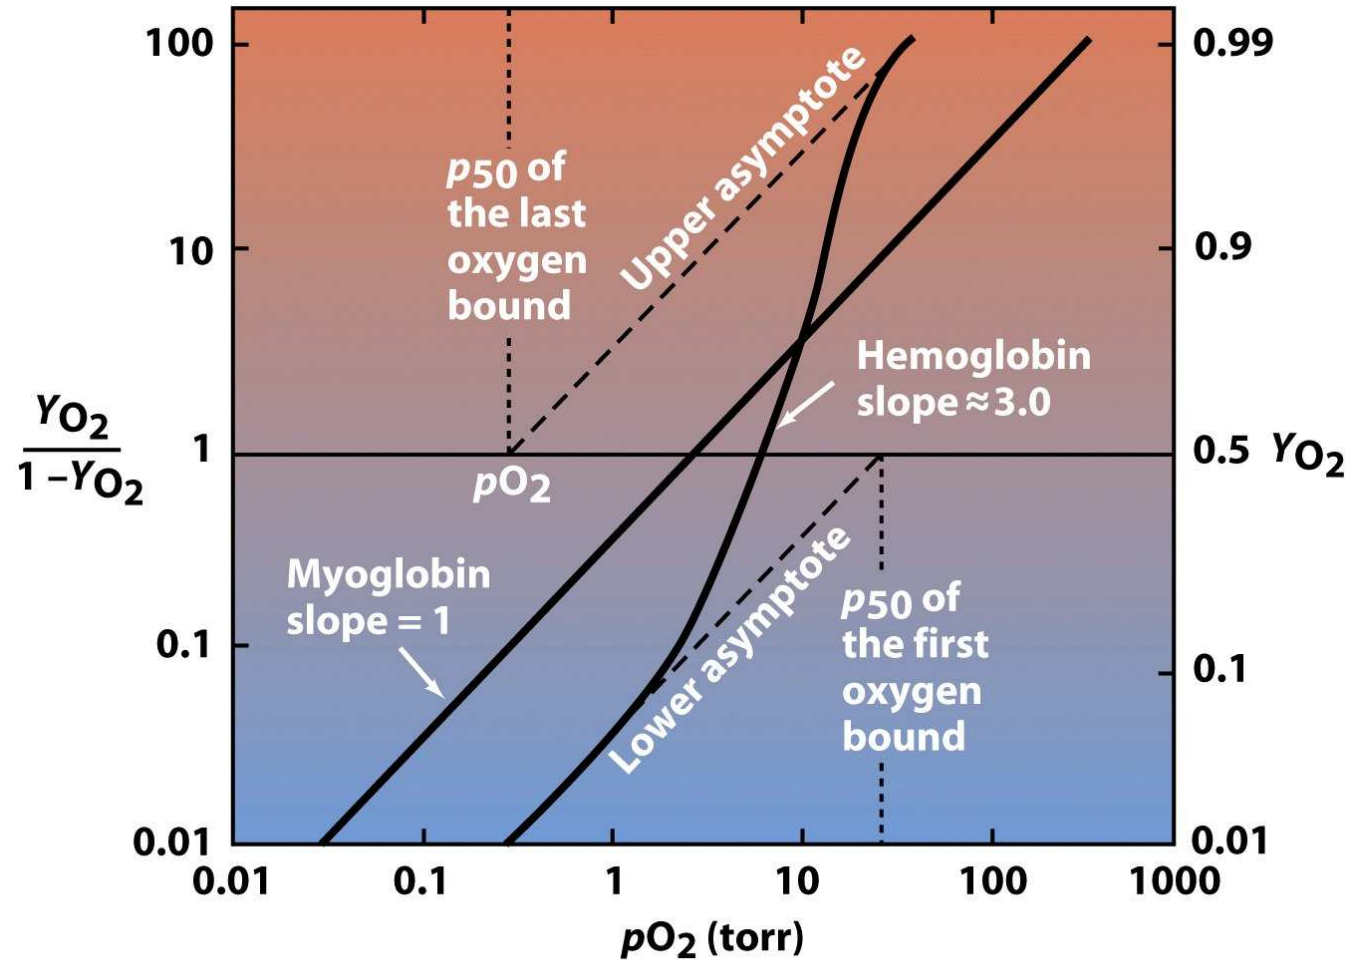 100
10
1
0.1
0.01
YO2
1 –YO2
0.99
0.9
0.5 YO2
0.1
0.01
p50 of
the last
oxygen
bound
Upper asymptote
Hemoglobin
slope ≈ 3.0
pO2
Myoglobin
slope = 1
Lower asymptote
p50 of
the first
oxygen
bound
0.01 0.1 1 10 100 1000
pO2 (torr)